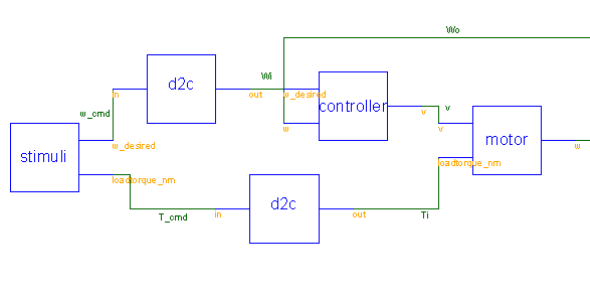 Wo
d2c
Wi
in
out
w_desired
controller
w_cmd
w
v
v
v
motor
stimuli
w_desired
w
loadtorque_nm
loadtorque_nm
d2c
T_cmd
in
out
Ti